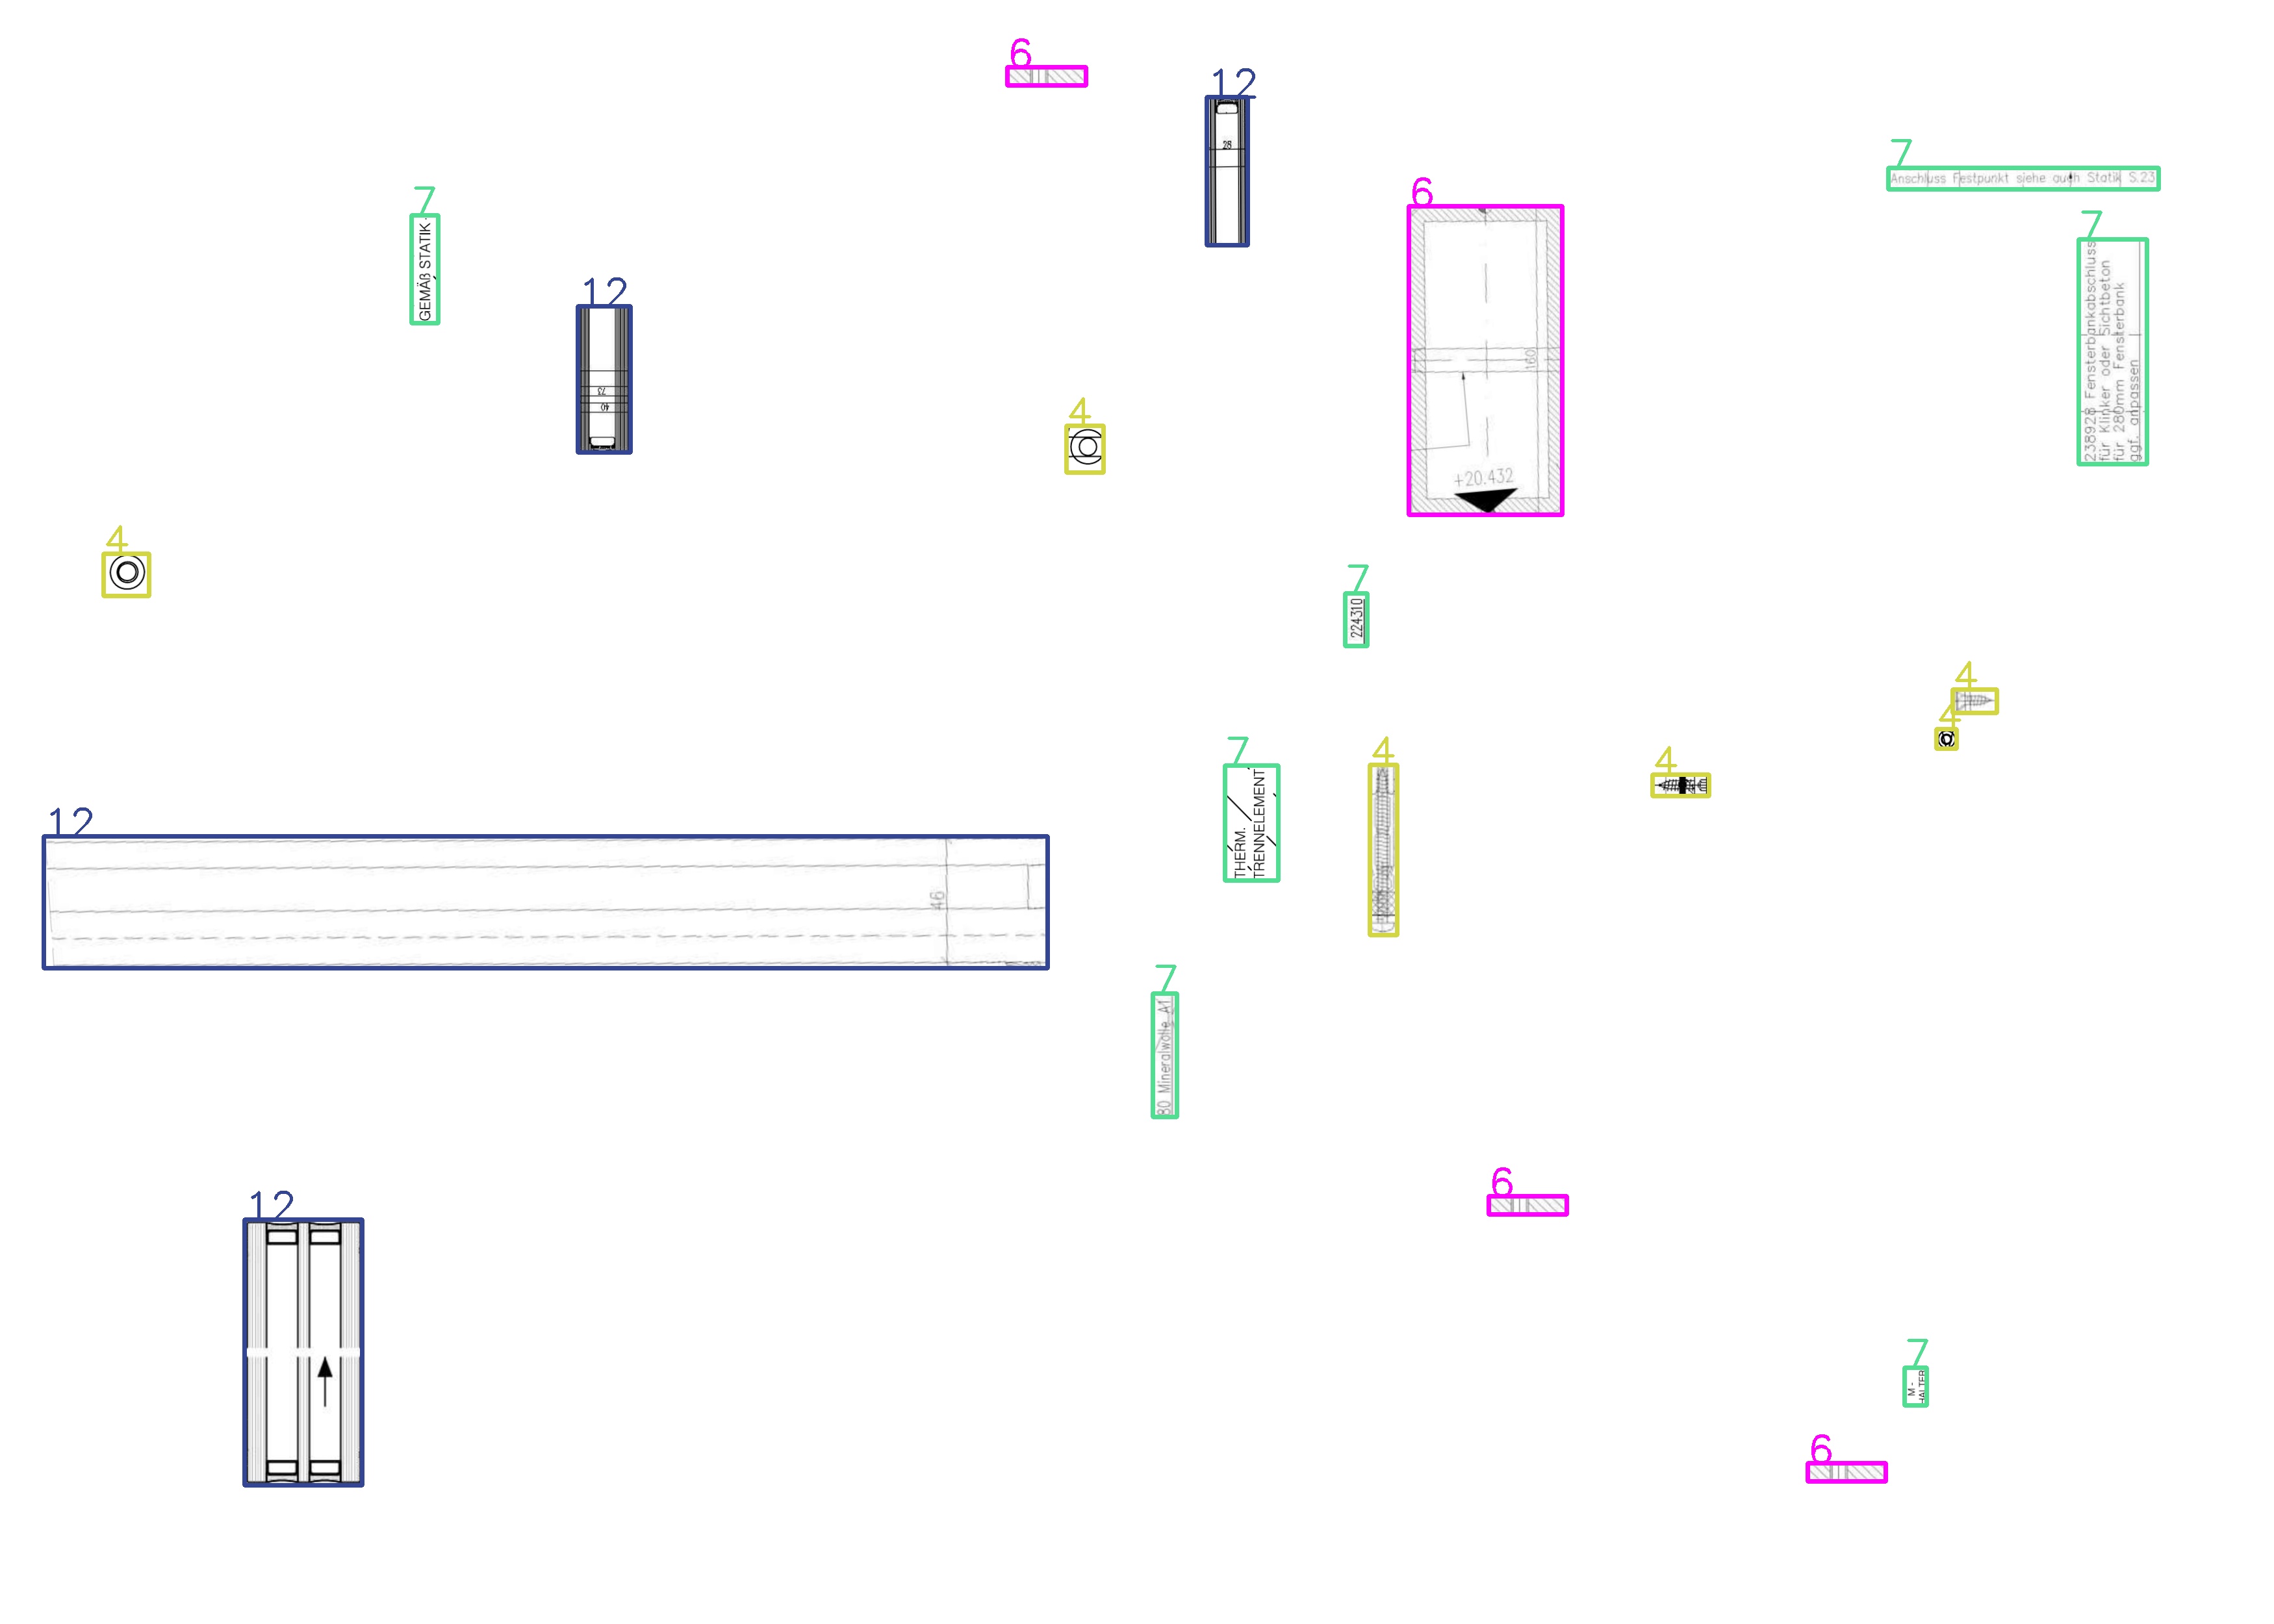 6
12
28
7
Anschluss Festpunkt siehe auch Statik S.23
6
160
+20.432
7
GEMÄß STATIK
7
238928 Fensterbankabschluss
für Klinker oder Sichtbeton
für 280mm Fensterbank
ggf. anpassen
12
73
40
4
4
7
224310
4
4
7
THERM.
TRENNELEMENT
4
4
12
46
7
80 Mineralwolle A1
6
12
7
M -
HALTER
6